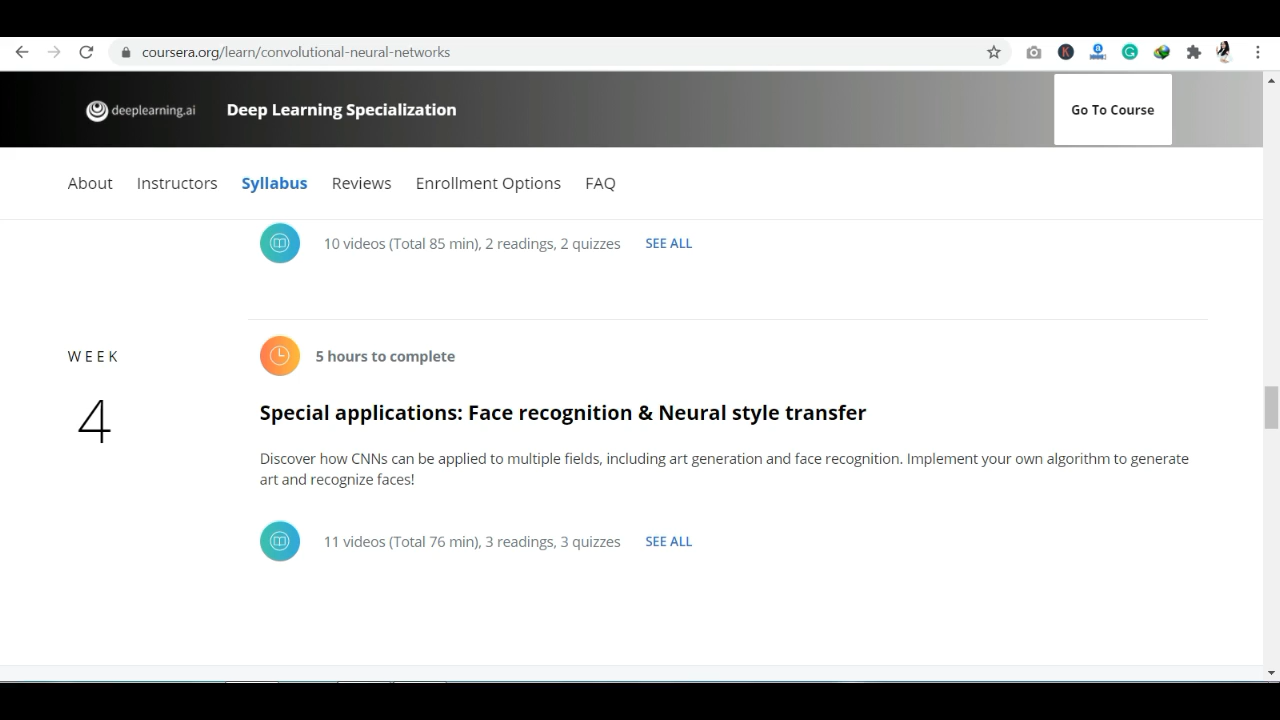 coursera.org/learn/convolutional-neural-networks
deeplearning.ai
Deep Learning Specialization
Go To Course
About Instructors Syllabus Reviews Enrollment Options FAQ
10 videos (Total 85 min), 2 readings, 2 quizzes SEE ALL
WEEK
4
5 hours to complete
Special applications: Face recognition & Neural style transfer
Discover how CNNs can be applied to multiple fields, including art generation and face recognition. Implement your own algorithm to generate
art and recognize faces!
11 videos (Total 76 min), 3 readings, 3 quizzes SEE ALL